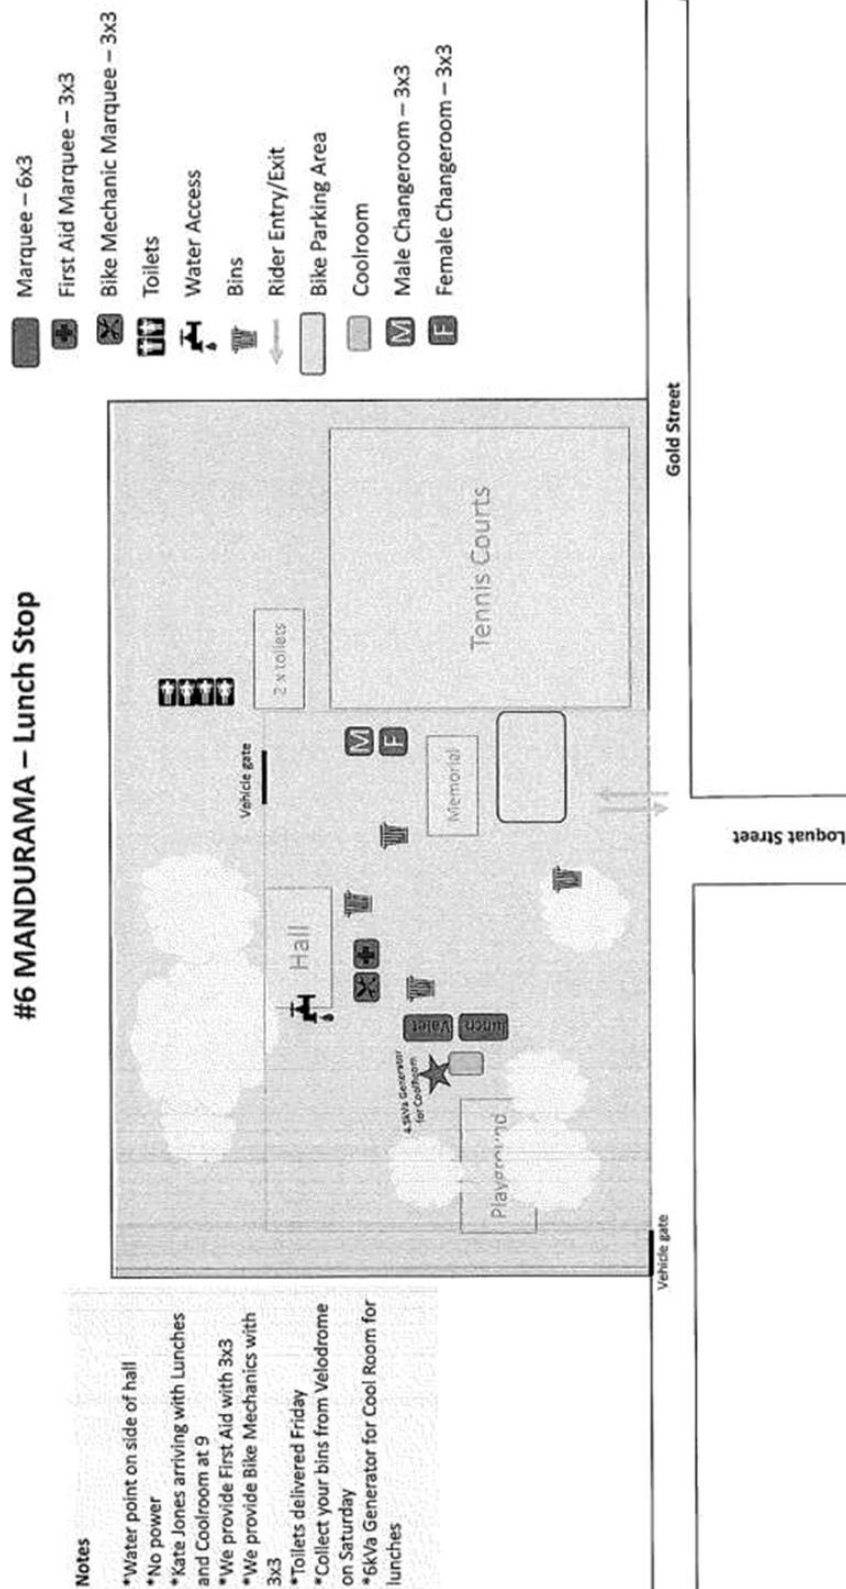 #6 MANDURAMA – Lunch Stop
Notes
*Water point on side of hall
*No power
*Kate Jones arriving with Lunches
and Coolroom at 9
*We provide First Aid with 3x3
*We provide Bike Mechanics with
3x3
*Toilets delivered Friday
*Collect your bins from Velodrome
on Saturday
*6kVa Generator for Cool Room for
lunches
Vehicle gate
2 x toilets
Hall
M
F
Memorial
Tennis Courts
Valet
lunch
4.5kVa Generator
for Coolroom
Playground
Vehicle gate
Gold Street
Loquat Street
Marquee – 6x3
First Aid Marquee – 3x3
Bike Mechanic Marquee – 3x3
Toilets
Water Access
Bins
Rider Entry/Exit
Bike Parking Area
Coolroom
M Male Changeroom – 3x3
F Female Changeroom – 3x3